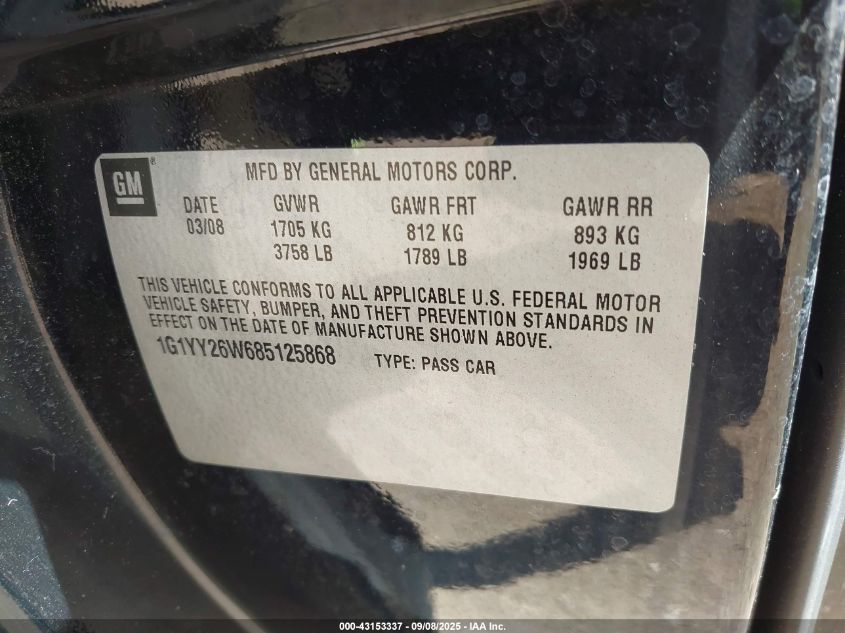 GM
MFD BY GENERAL MOTORS CORP.
DATE GVWR GAWR FRT GAWR RR
03/08 1705 KG 812 KG 893 KG
3758 LB 1789 LB 1969 LB
THIS VEHICLE CONFORMS TO ALL APPLICABLE U.S. FEDERAL MOTOR
VEHICLE SAFETY, BUMPER, AND THEFT PREVENTION STANDARDS IN
EFFECT ON THE DATE OF MANUFACTURE SHOWN ABOVE.
1G1YY26W685125868 TYPE: PASS CAR
000-43153337 - 09/08/2025 - IAA Inc.